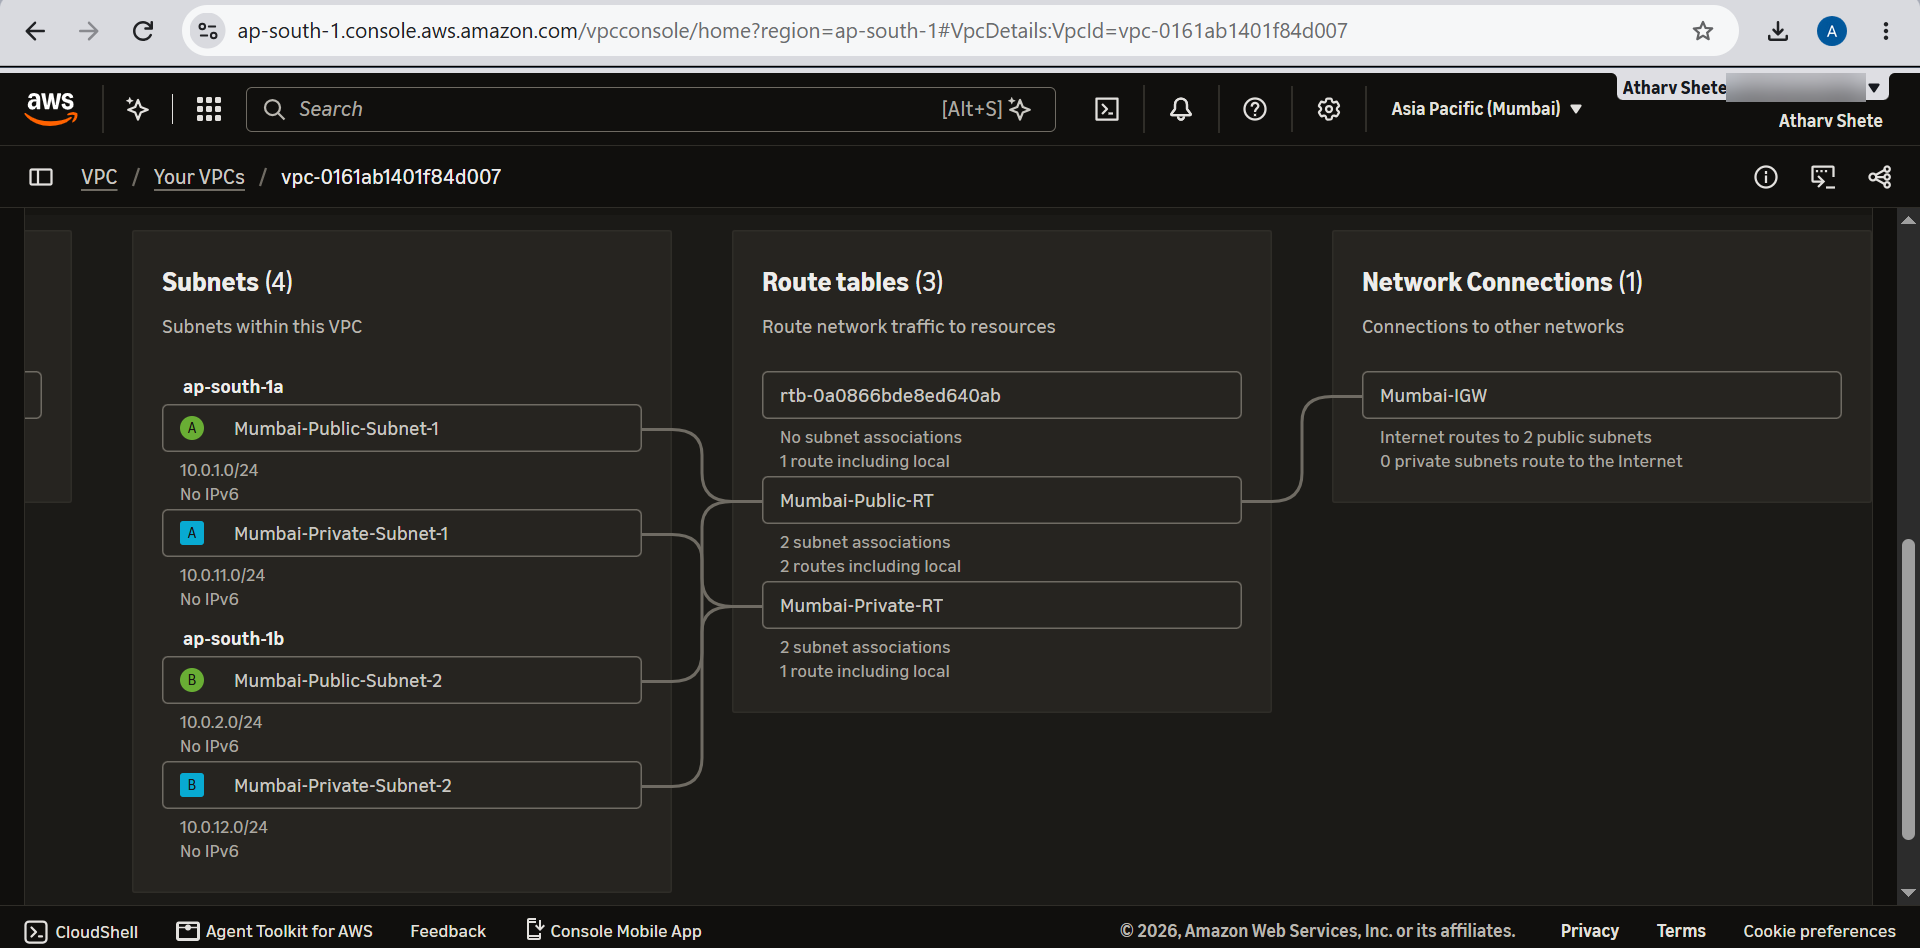 ap-south-1.console.aws.amazon.com/vpcconsole/home?region=ap-south-1#VpcDetails:VpcId=vpc-0161ab1401f84d007
A
aws
Search
[Alt+S]
Asia Pacific (Mumbai)
Atharv Shete
Atharv Shete
VPC / Your VPCs / vpc-0161ab1401f84d007
Subnets (4)
Subnets within this VPC
ap-south-1a
A Mumbai-Public-Subnet-1
10.0.1.0/24
No IPv6
A Mumbai-Private-Subnet-1
10.0.11.0/24
No IPv6
ap-south-1b
B Mumbai-Public-Subnet-2
10.0.2.0/24
No IPv6
B Mumbai-Private-Subnet-2
10.0.12.0/24
No IPv6
Route tables (3)
Route network traffic to resources
rtb-0a0866bde8ed640ab
No subnet associations
1 route including local
Mumbai-Public-RT
2 subnet associations
2 routes including local
Mumbai-Private-RT
2 subnet associations
1 route including local
Network Connections (1)
Connections to other networks
Mumbai-IGW
Internet routes to 2 public subnets
0 private subnets route to the Internet
CloudShell
Agent Toolkit for AWS
Feedback
Console Mobile App
© 2026, Amazon Web Services, Inc. or its affiliates.
Privacy
Terms
Cookie preferences